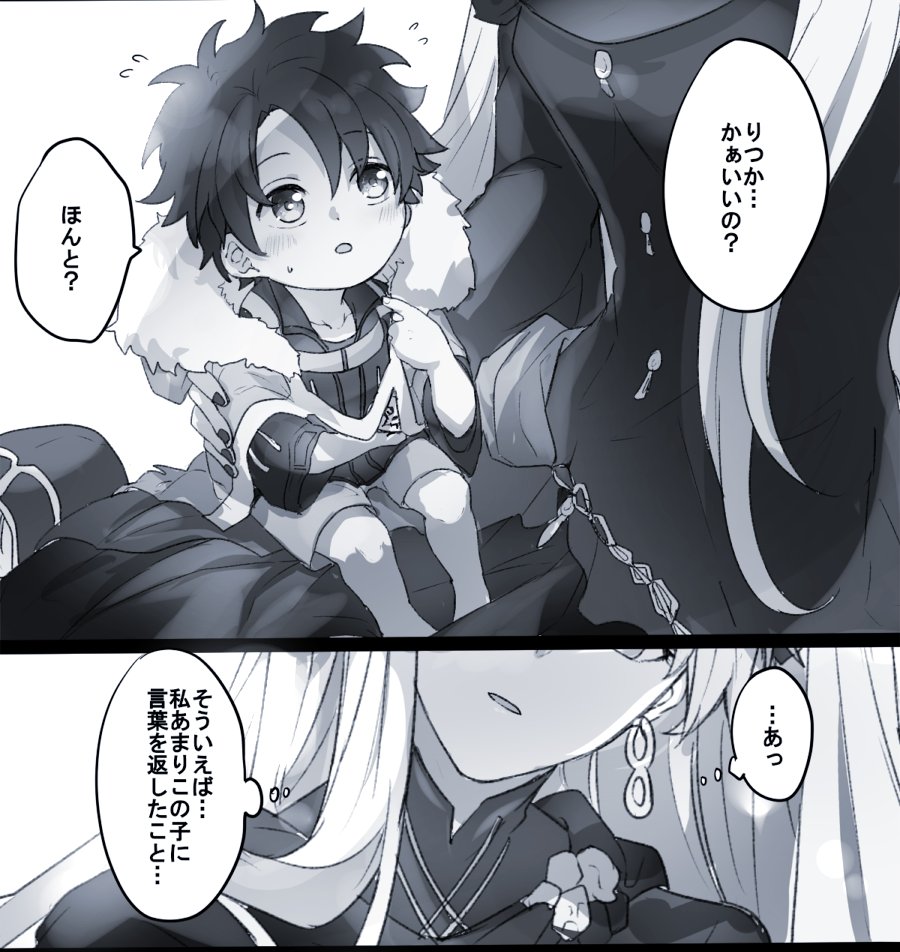 りつか…
かぁいいの?
ほんと?
…あっ
そういえば…
私あまりこの子に
言葉を返したこと…